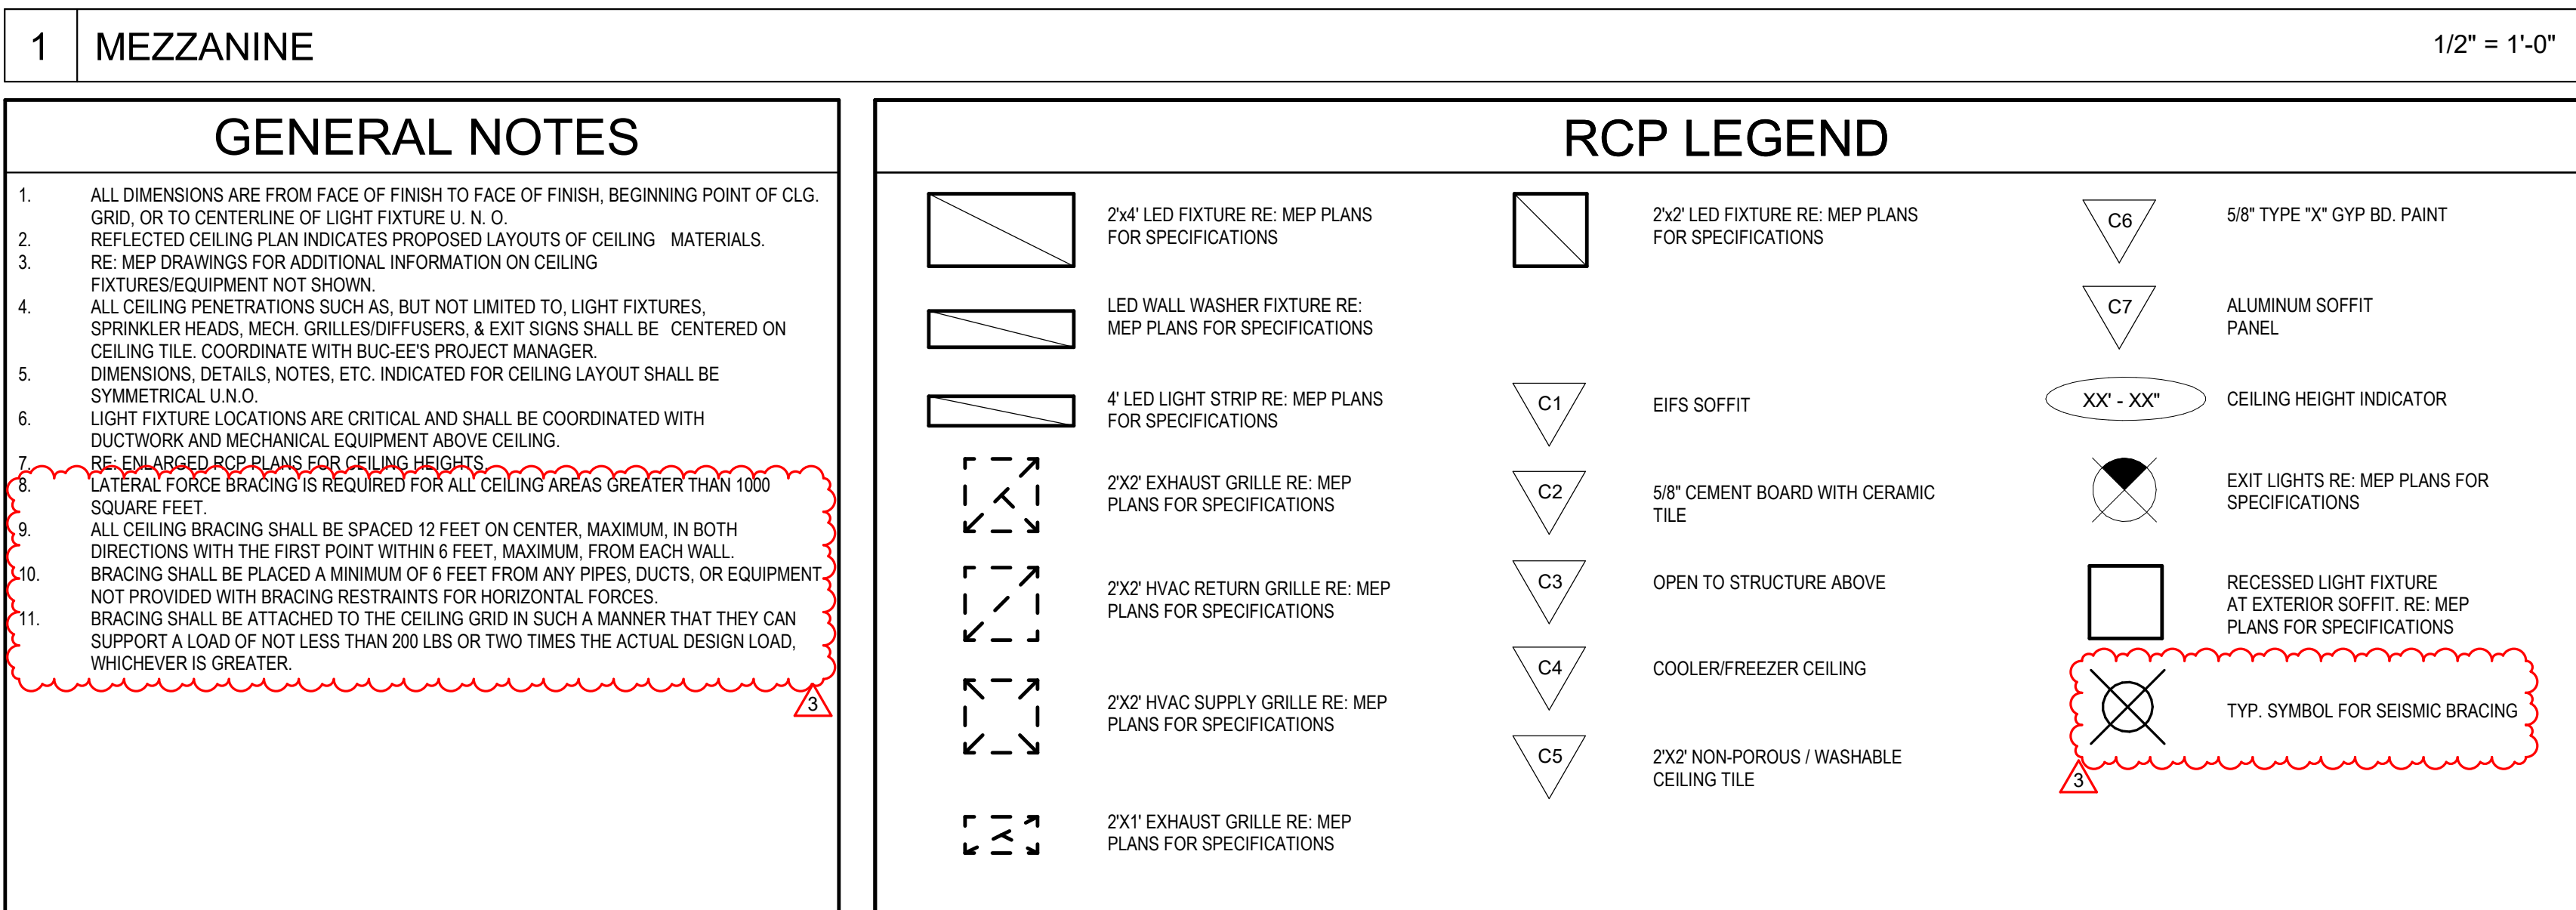 1 MEZZANINE 1/2" = 1'-0"
GENERAL NOTES
1. ALL DIMENSIONS ARE FROM FACE OF FINISH TO FACE OF FINISH, BEGINNING POINT OF CLG.
GRID, OR TO CENTERLINE OF LIGHT FIXTURE U. N. O.
2. REFLECTED CEILING PLAN INDICATES PROPOSED LAYOUTS OF CEILING MATERIALS.
3. RE: MEP DRAWINGS FOR ADDITIONAL INFORMATION ON CEILING
FIXTURES/EQUIPMENT NOT SHOWN.
4. ALL CEILING PENETRATIONS SUCH AS, BUT NOT LIMITED TO, LIGHT FIXTURES,
SPRINKLER HEADS, MECH. GRILLES/DIFFUSERS, & EXIT SIGNS SHALL BE CENTERED ON
CEILING TILE. COORDINATE WITH BUC-EE'S PROJECT MANAGER.
5. DIMENSIONS, DETAILS, NOTES, ETC. INDICATED FOR CEILING LAYOUT SHALL BE
SYMMETRICAL U.N.O.
6. LIGHT FIXTURE LOCATIONS ARE CRITICAL AND SHALL BE COORDINATED WITH
DUCTWORK AND MECHANICAL EQUIPMENT ABOVE CEILING.
7. RE: ENLARGED RCP PLANS FOR CEILING HEIGHTS.
8. LATERAL FORCE BRACING IS REQUIRED FOR ALL CEILING AREAS GREATER THAN 1000
SQUARE FEET.
9. ALL CEILING BRACING SHALL BE SPACED 12 FEET ON CENTER, MAXIMUM, IN BOTH
DIRECTIONS WITH THE FIRST POINT WITHIN 6 FEET, MAXIMUM, FROM EACH WALL.
10. BRACING SHALL BE PLACED A MINIMUM OF 6 FEET FROM ANY PIPES, DUCTS, OR EQUIPMENT
NOT PROVIDED WITH BRACING RESTRAINTS FOR HORIZONTAL FORCES.
11. BRACING SHALL BE ATTACHED TO THE CEILING GRID IN SUCH A MANNER THAT THEY CAN
SUPPORT A LOAD OF NOT LESS THAN 200 LBS OR TWO TIMES THE ACTUAL DESIGN LOAD,
WHICHEVER IS GREATER.
3
RCP LEGEND
2'x4' LED FIXTURE RE: MEP PLANS
FOR SPECIFICATIONS
LED WALL WASHER FIXTURE RE:
MEP PLANS FOR SPECIFICATIONS
4' LED LIGHT STRIP RE: MEP PLANS
FOR SPECIFICATIONS
2'X2' EXHAUST GRILLE RE: MEP
PLANS FOR SPECIFICATIONS
2'X2' HVAC RETURN GRILLE RE: MEP
PLANS FOR SPECIFICATIONS
2'X2' HVAC SUPPLY GRILLE RE: MEP
PLANS FOR SPECIFICATIONS
2'X1' EXHAUST GRILLE RE: MEP
PLANS FOR SPECIFICATIONS
2'x2' LED FIXTURE RE: MEP PLANS
FOR SPECIFICATIONS
C1 EIFS SOFFIT
C2 5/8" CEMENT BOARD WITH CERAMIC
TILE
C3 OPEN TO STRUCTURE ABOVE
C4 COOLER/FREEZER CEILING
C5 2'X2' NON-POROUS / WASHABLE
CEILING TILE
C6 5/8" TYPE "X" GYP BD. PAINT
C7 ALUMINUM SOFFIT
PANEL
XX' - XX" CEILING HEIGHT INDICATOR
EXIT LIGHTS RE: MEP PLANS FOR
SPECIFICATIONS
RECESSED LIGHT FIXTURE
AT EXTERIOR SOFFIT. RE: MEP
PLANS FOR SPECIFICATIONS
TYP. SYMBOL FOR SEISMIC BRACING
3